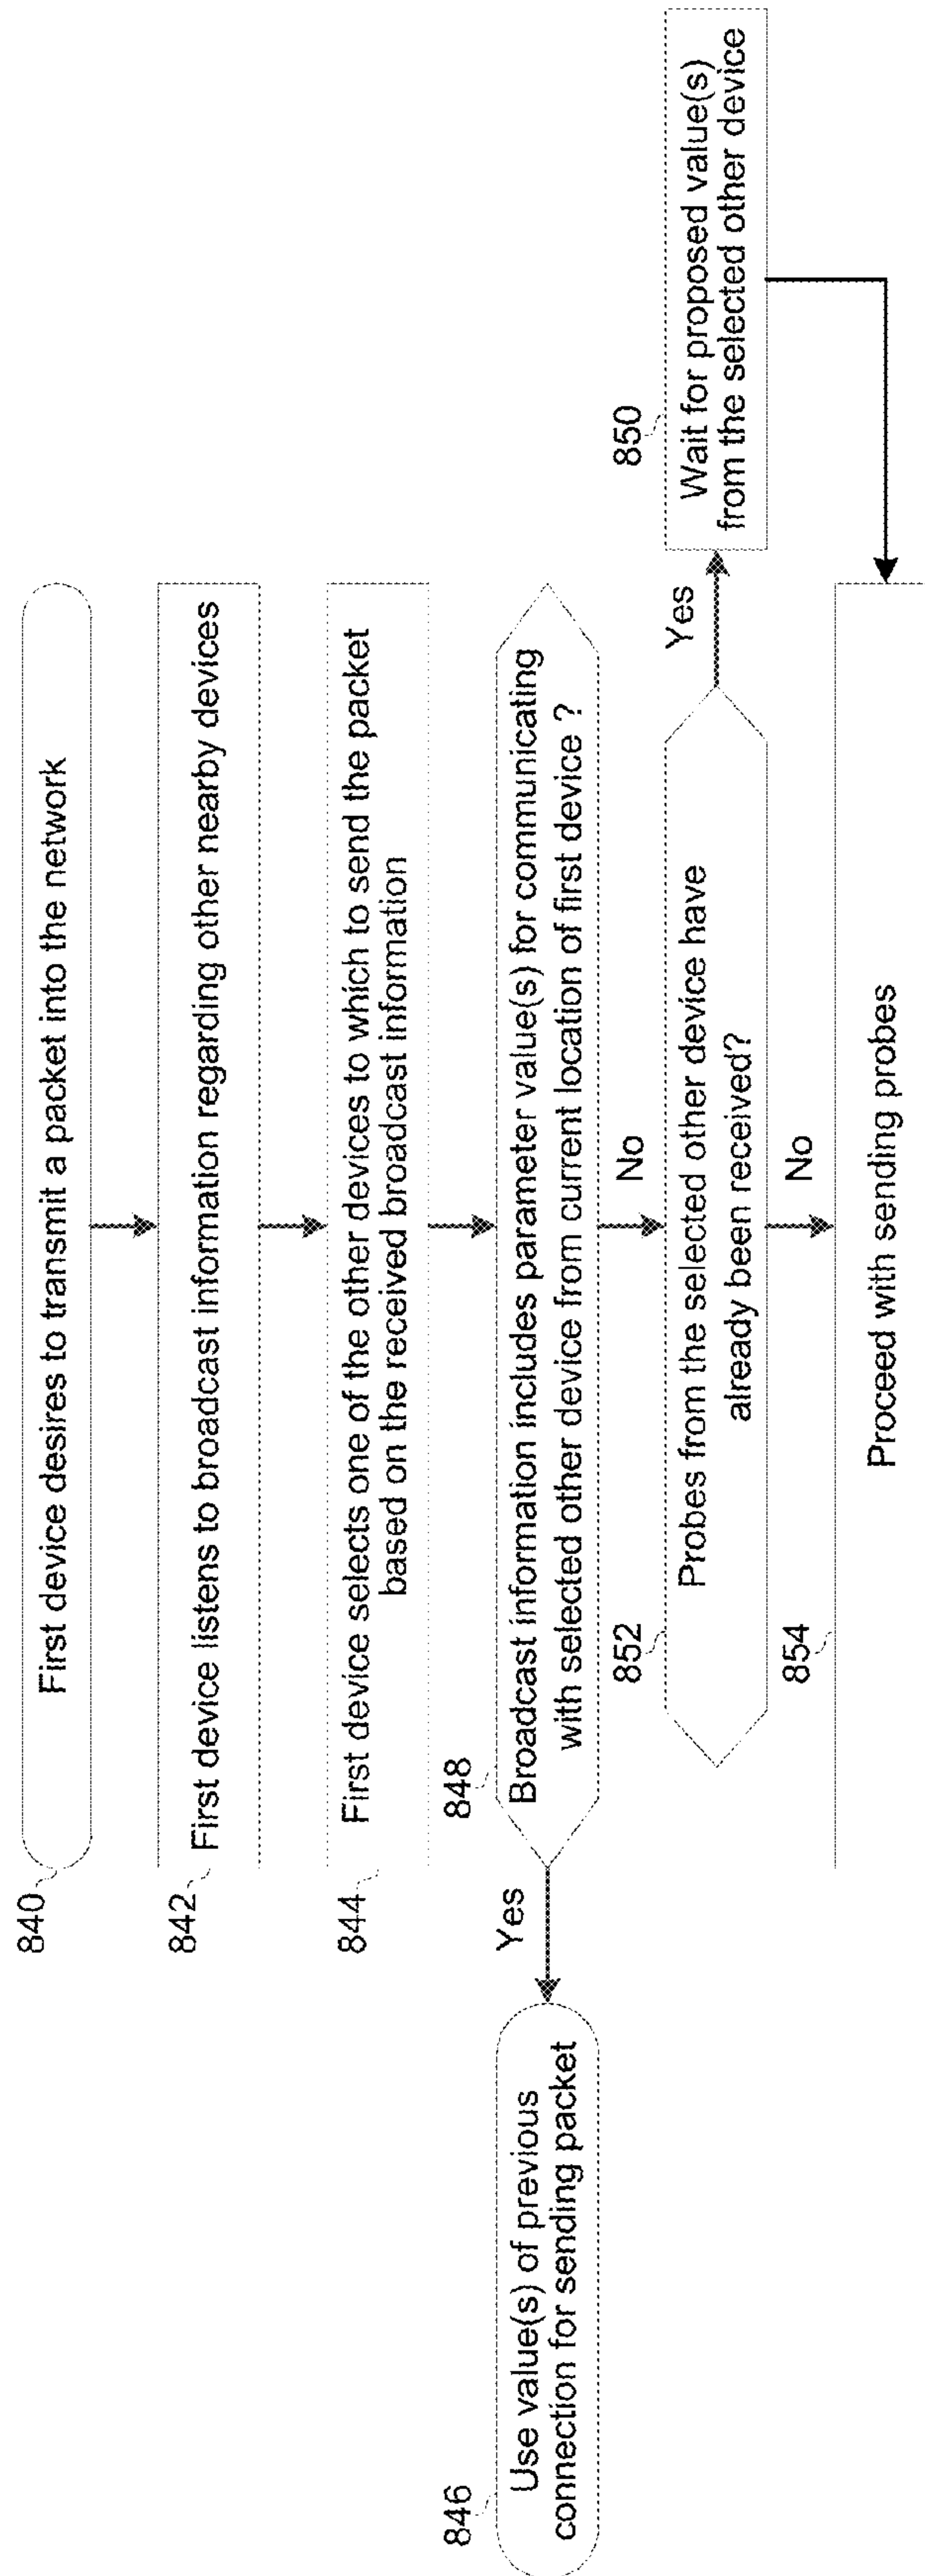 840
First device desires to transmit a packet into the network
842
First device listens to broadcast information regarding other nearby devices
844
First device selects one of the other devices to which to send the packet
based on the received broadcast information
848
Broadcast information includes parameter value(s) for communicating
with selected other device from current location of first device ?
Yes
846
Use value(s) of previous
connection for sending packet
No
852
Probes from the selected other device have
already been received?
Yes
850
Wait for proposed value(s)
from the selected other device
No
854
Proceed with sending probes